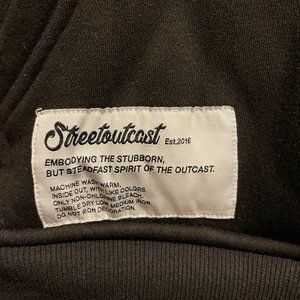 Streetoutcast Est.2016
EMBODYING THE STUBBORN,
BUT STEADFAST SPIRIT OF THE OUTCAST.
MACHINE WASH WARM,
INSIDE OUT, WITH LIKE COLORS.
ONLY NON-CHLORINE BLEACH.
TUMBLE DRY LOW. MEDIUM IRON.
DO NOT IRON DECORATION.